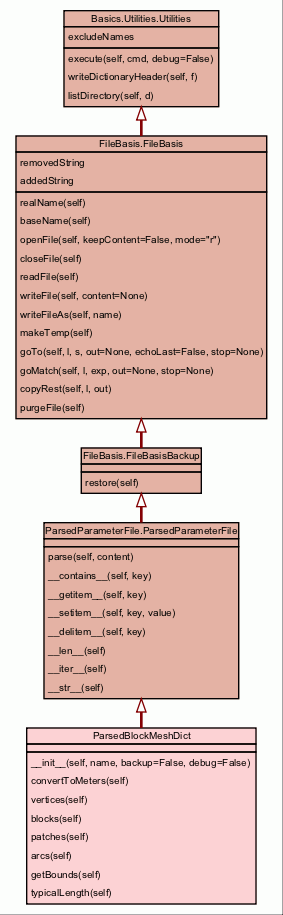 Basics.Utilities.Utilities
excludeNames
execute(self, cmd, debug=False)
writeDictionaryHeader(self, f)
listDirectory(self, d)
FileBasis.FileBasis
removedString
addedString
realName(self)
baseName(self)
openFile(self, keepContent=False, mode="r")
closeFile(self)
readFile(self)
writeFile(self, content=None)
writeFileAs(self, name)
makeTemp(self)
goTo(self, l, s, out=None, echoLast=False, stop=None)
goMatch(self, l, exp, out=None, stop=None)
copyRest(self, l, out)
purgeFile(self)
FileBasis.FileBasisBackup
restore(self)
ParsedParameterFile.ParsedParameterFile
parse(self, content)
__contains__(self, key)
__getitem__(self, key)
__setitem__(self, key, value)
__delitem__(self, key)
__len__(self)
__iter__(self)
__str__(self)
ParsedBlockMeshDict
__init__(self, name, backup=False, debug=False)
convertToMeters(self)
vertices(self)
blocks(self)
patches(self)
arcs(self)
getBounds(self)
typicalLength(self)